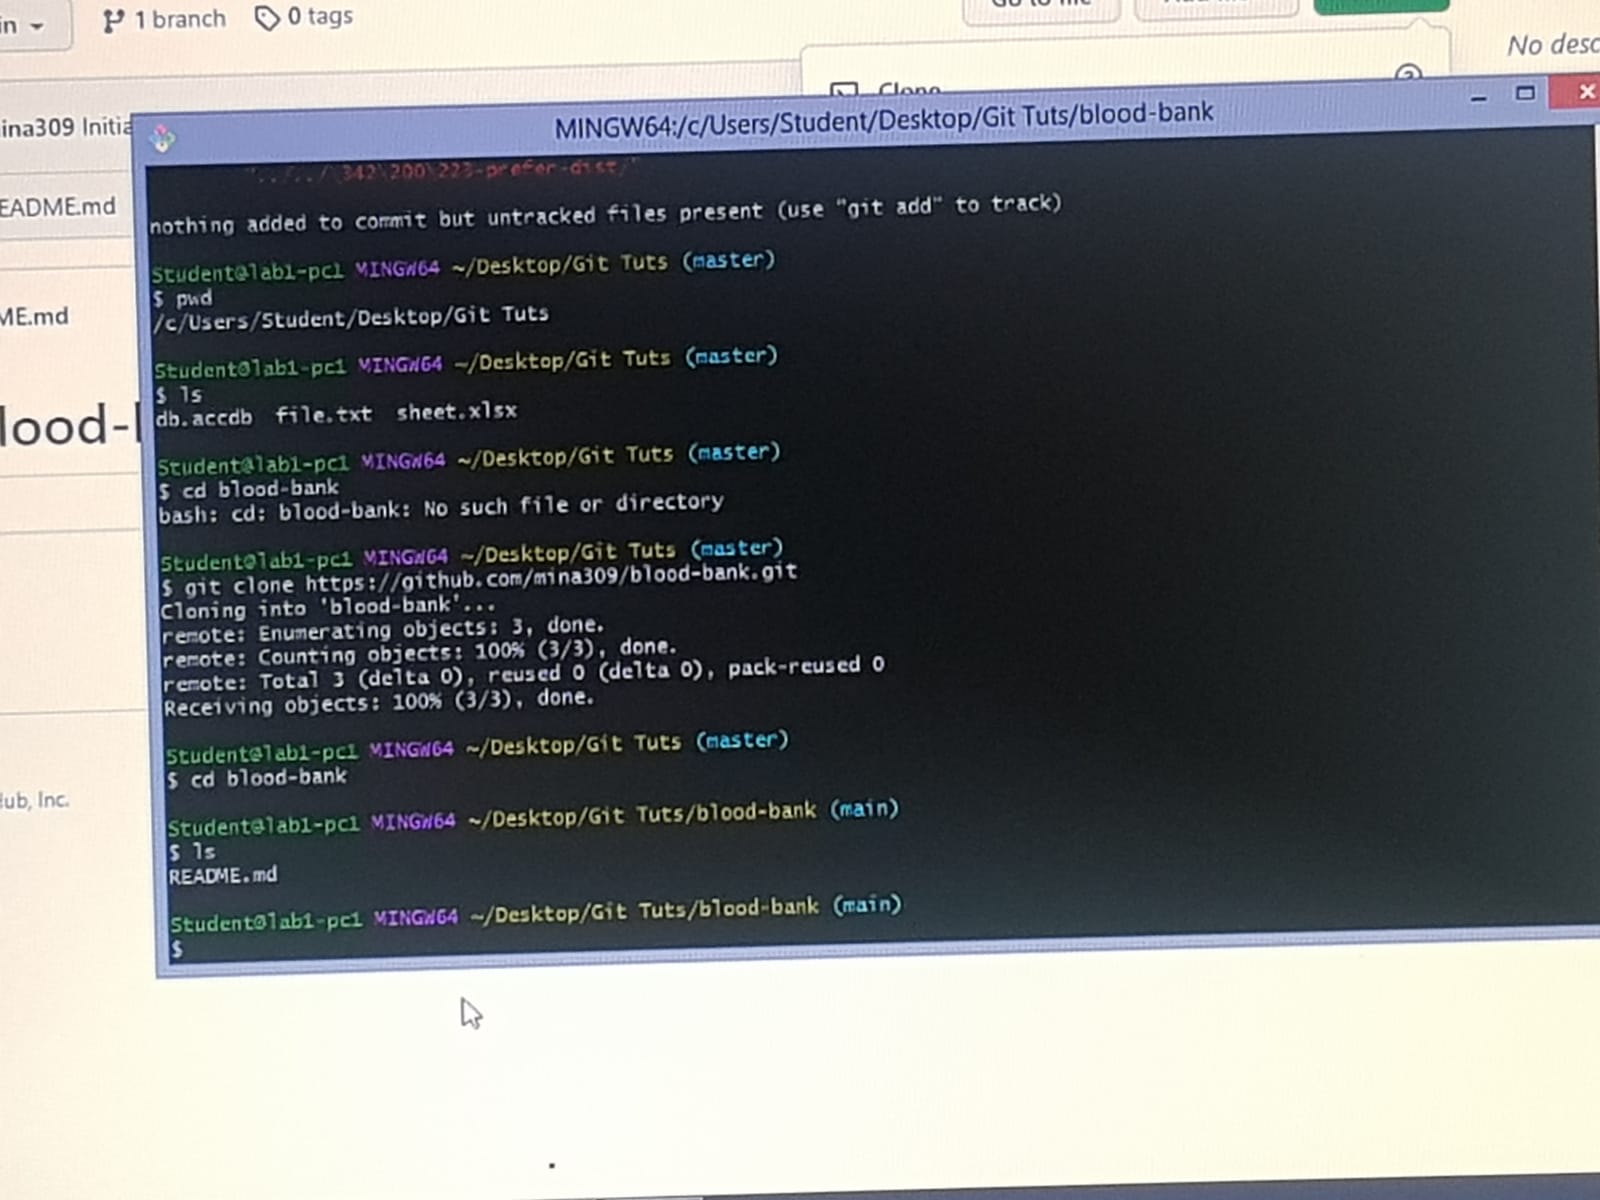 1 branch 0 tags
No desc
Clone
ina309 Initia
EADME.md
ME.md
lood-
Hub, Inc.
MINGW64:/c/Users/Student/Desktop/Git Tuts/blood-bank
"../../\342\200\223-prefer-dist/"
nothing added to commit but untracked files present (use "git add" to track)
Student@lab1-pc1 MINGW64 ~/Desktop/Git Tuts (master)
$ pwd
/c/Users/Student/Desktop/Git Tuts
Student@lab1-pc1 MINGW64 ~/Desktop/Git Tuts (master)
$ ls
db.accdb file.txt sheet.xlsx
Student@lab1-pc1 MINGW64 ~/Desktop/Git Tuts (master)
$ cd blood-bank
bash: cd: blood-bank: No such file or directory
Student@lab1-pc1 MINGW64 ~/Desktop/Git Tuts (master)
$ git clone https://github.com/mina309/blood-bank.git
Cloning into 'blood-bank'...
remote: Enumerating objects: 3, done.
remote: Counting objects: 100% (3/3), done.
remote: Total 3 (delta 0), reused 0 (delta 0), pack-reused 0
Receiving objects: 100% (3/3), done.
Student@lab1-pc1 MINGW64 ~/Desktop/Git Tuts (master)
$ cd blood-bank
Student@lab1-pc1 MINGW64 ~/Desktop/Git Tuts/blood-bank (main)
$ ls
README.md
Student@lab1-pc1 MINGW64 ~/Desktop/Git Tuts/blood-bank (main)
$